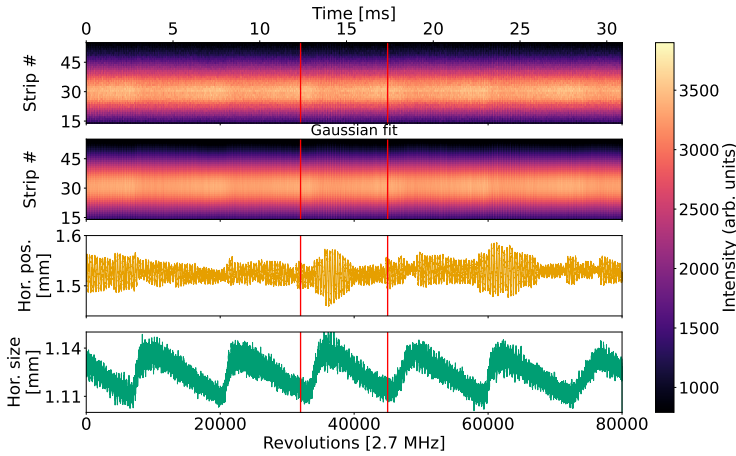 Time [ms]
0 5 10 15 20 25 30
Strip #
45
30
15
Gaussian fit
Strip #
45
30
15
Hor. pos.
[mm]
1.6
1.5
Hor. size
[mm]
1.14
1.11
0 20000 40000 60000 80000
Revolutions [2.7 MHz]
3500
3000
2500
2000
1500
1000
Intensity (arb. units)